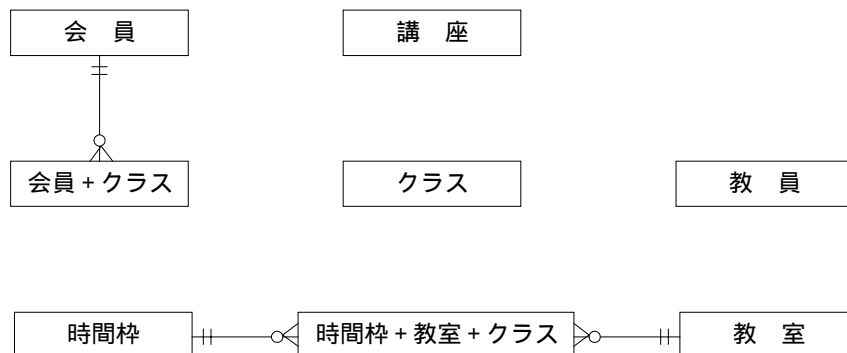 会 員
講 座
会員+クラス
クラス
教 員
時間枠
時間枠+教室+クラス
教 室